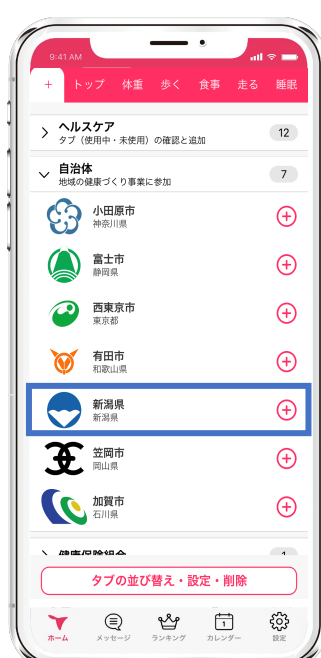 9:41 AM
+ トップ 体重 歩く 食事 走る 睡眠
ヘルスケア
タブ（使用中・未使用）の確認と追加
12
自治体
地域の健康づくり事業に参加
7
小田原市
神奈川県
富士市
静岡県
西東京市
東京都
有田市
和歌山県
新潟県
新潟県
笠岡市
岡山県
加賀市
石川県
健康保険組合
1
タブの並び替え・設定・削除
1
ホーム メッセージ ランキング カレンダー 設定